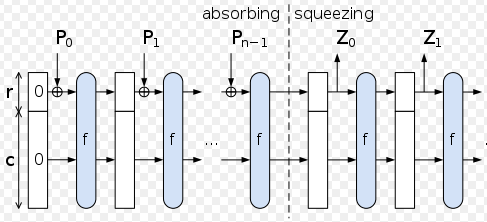 absorbing squeezing
P0 P1 Pn−1 Z0 Z1
r 0
f f ... f f f
c 0